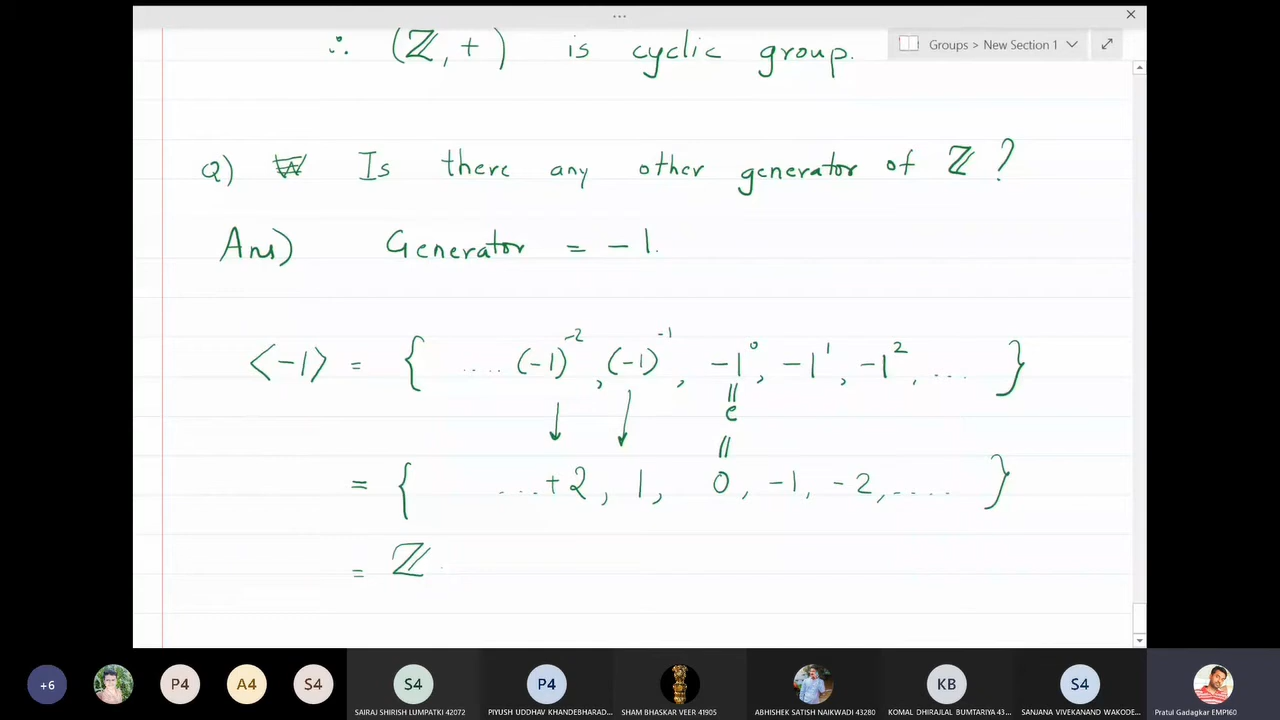 ∴ (ℤ, +) is cyclic group.
Groups > New Section 1
Q) Is there any other generator of ℤ ?
Ans) Generator = -1.
<-1> = { .... (-1)^-2, (-1)^-1, -1^0, -1^1, -1^2, .... }
||
e
||
= { ... +2, 1, 0, -1, -2, .... }
= ℤ
+6 P4 A4 S4 S4 P4 KB S4
SAIRAJ SHIRISH LUMPATKI 42072 PIYUSH UDDHAV KHANDEBHARAD... SHAM BHASKAR VEER 41905 ABHISHEK SATISH NAIKWADI 43280 KOMAL DHIRAJLAL BUMTARIYA 43... SANJANA VIVEKANAND WAKODE... Pratul Gadagkar EMP160